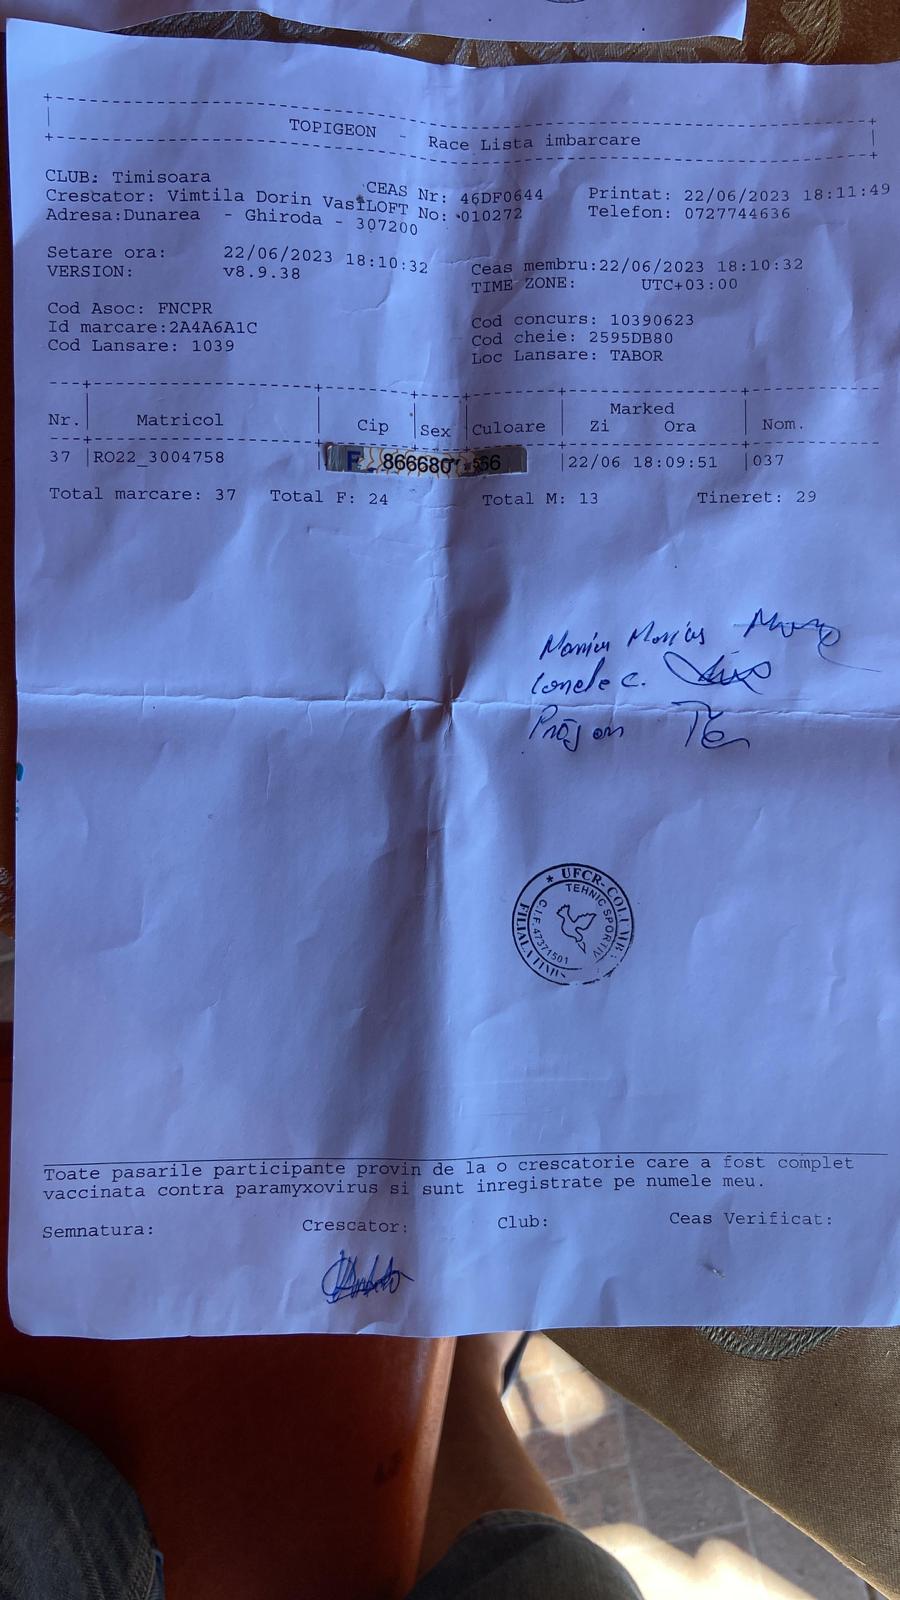 TOPIGEON - Race Lista imbarcare
CLUB: Timisoara
CEAS Nr: 46DF0644 Printat: 22/06/2023 18:11:49
Crescator: Vimtila Dorin Vasi LOFT No: 010272 Telefon: 0727744636
Adresa:Dunarea - Ghiroda - 307200
Setare ora: 22/06/2023 18:10:32 Ceas membru:22/06/2023 18:10:32
VERSION: v8.9.38 TIME ZONE: UTC+03:00
Cod Asoc: FNCPR Cod concurs: 10390623
Id marcare:2A4A6A1C Cod cheie: 2595DB80
Cod Lansare: 1039 Loc Lansare: TABOR
Nr. Matricol Cip Sex Culoare Marked Zi Ora Nom.
37 RO22_3004758 F 22/06 18:09:51 037
Total marcare: 37 Total F: 24 Total M: 13 Tineret: 29
★ UFCR-COLUMB
FILIALA TIMIS
TEHNIC SPORTIV
C.I.F. 47371501
Toate pasarile participante provin de la o crescatorie care a fost complet
vaccinata contra paramyxovirus si sunt inregistrate pe numele meu.
Semnatura: Crescator: Club: Ceas Verificat: